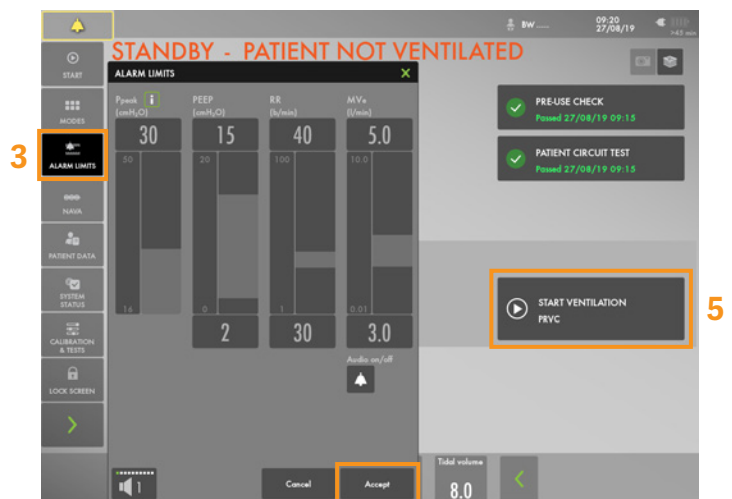 BW ....
09:20
27/08/19
>45 min
STANDBY - PATIENT NOT VENTILATED
START
MODES
3
ALARM LIMITS
NAVA
PATIENT DATA
SYSTEM
STATUS
CALIBRATION
& TESTS
LOCK SCREEN
ALARM LIMITS
X
Ppeak i
(cmH₂O)
PEEP
(cmH₂O)
RR
(b/min)
MVe
(l/min)
30 15 40 5.0
50 20 100 10.0
16 0 1 0.01
2 30 3.0
Audio on/off
1
Cancel
Accept
PRE-USE CHECK
Passed 27/08/19 09:15
PATIENT CIRCUIT TEST
Passed 27/08/19 09:15
START VENTILATION
PRVC
5
Tidal volume
8.0